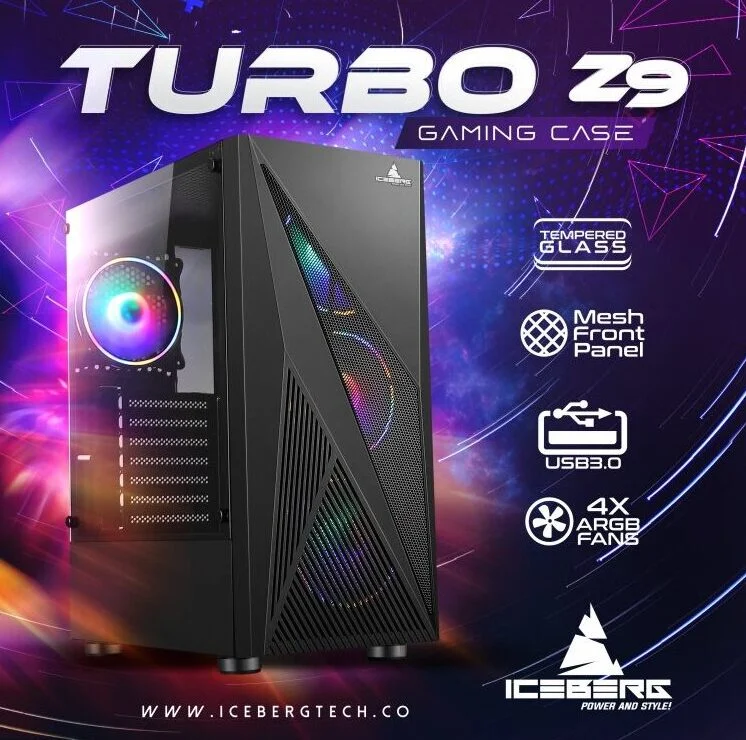 TURBO Z9
GAMING CASE
ICEBERG
TEMPERED
GLASS
Mesh
Front
Panel
USB3.0
4X
ARGB
FANS
ICEBERG
POWER AND STYLE!
WWW.ICEBERGTECH.CO